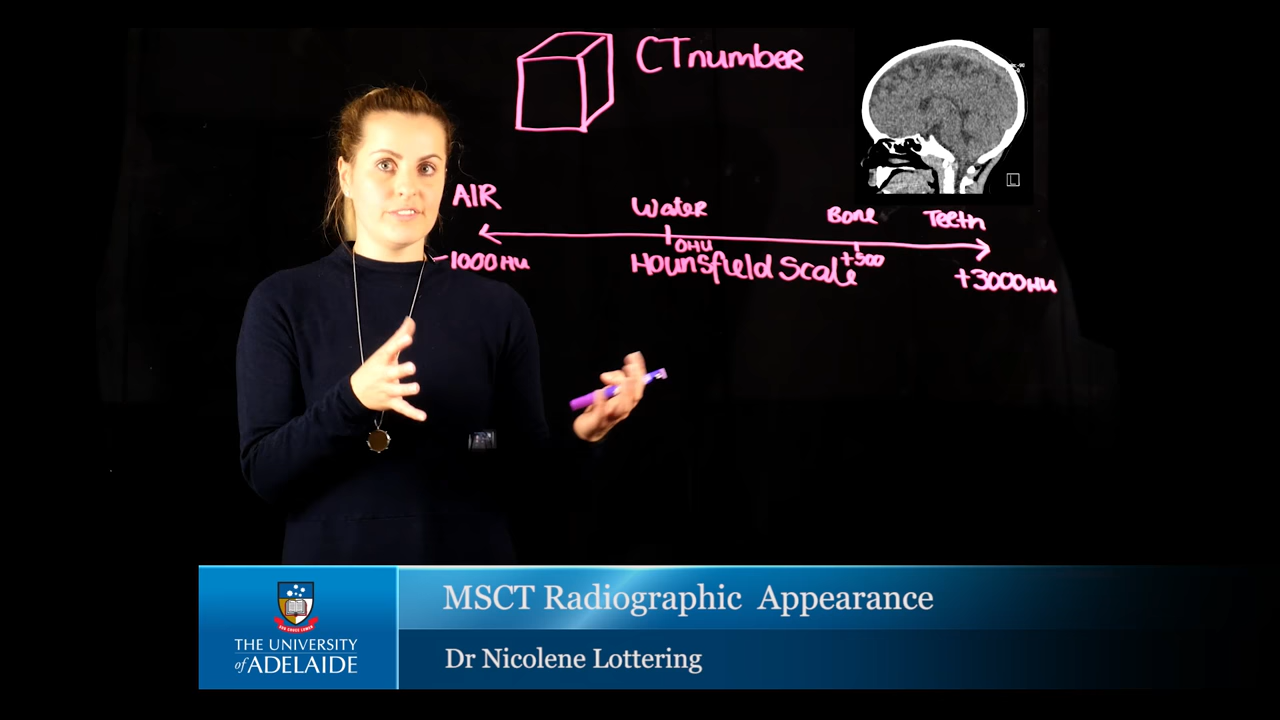 CTnumber
AIR
Water
Bone
Teeth
0HU
-1000 HU
Hounsfield Scale
+500
+3000HU
L
MSCT Radiographic Appearance
THE UNIVERSITY
of ADELAIDE
Dr Nicolene Lottering